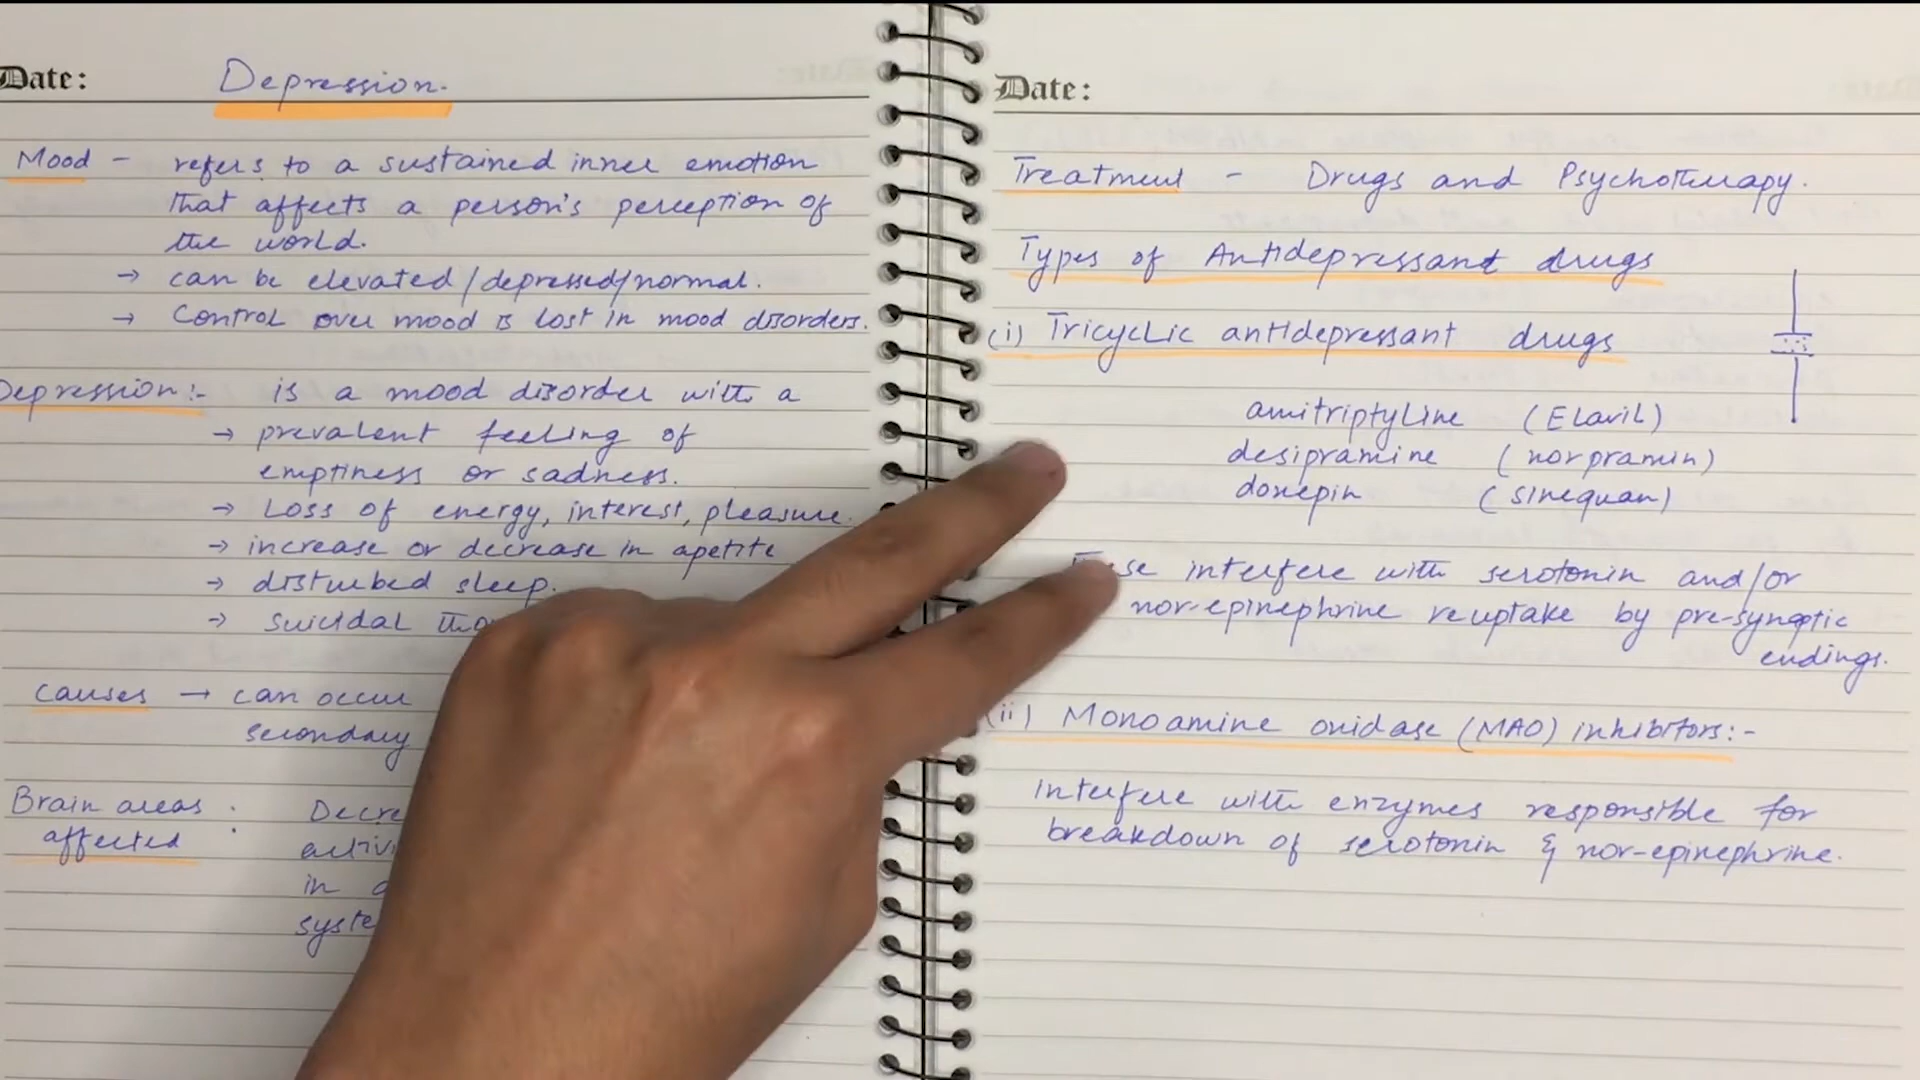 Date:
Depression.
Mood - refers to a sustained inner emotion
that affects a person's perception of
the world.
→ can be elevated/depressed/normal.
→ Control over mood is lost in mood disorders.
Depression:- is a mood disorder with a
→ prevalent feeling of
emptiness or sadness.
→ Loss of energy, interest, pleasure.
→ increase or decrease in apetite
→ disturbed sleep.
→ suicidal
causes → can occur
secondary
Brain areas :
affected
in
Date:
Treatment - Drugs and Psychotherapy.
Types of Antidepressant drugs
(i) Tricyclic antidepressant drugs
amitriptyline (Elavil)
desipramine (norpramin)
doxepin (sinequan)
These interfere with serotonin and/or
nor-epinephrine reuptake by pre-synaptic
endings.
(ii) Monoamine oxidase (MAO) inhibitors:-
interfere with enzymes responsible for
breakdown of serotonin & nor-epinephrine.